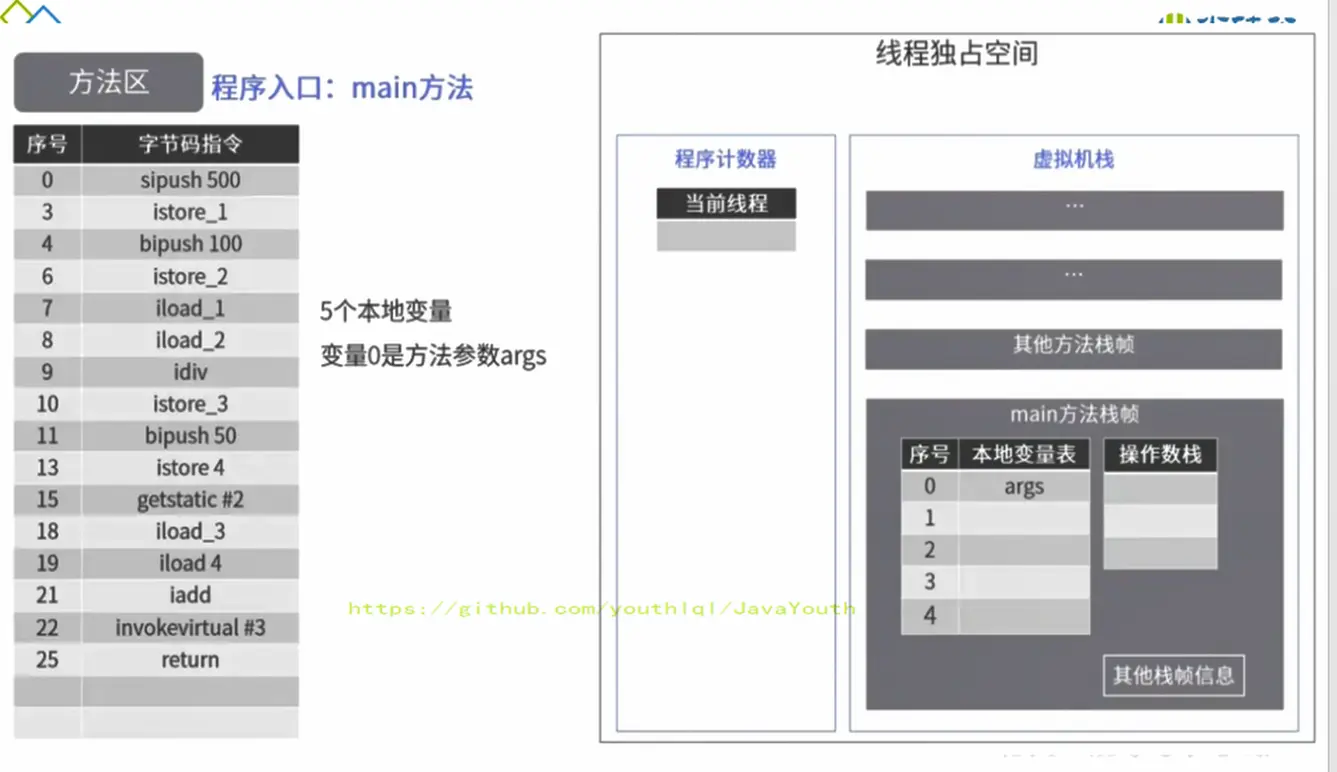 方法区
程序入口：main方法
序号 字节码指令
0 sipush 500
3 istore_1
4 bipush 100
6 istore_2
7 iload_1
8 iload_2
9 idiv
10 istore_3
11 bipush 50
13 istore 4
15 getstatic #2
18 iload_3
19 iload 4
21 iadd
22 invokevirtual #3
25 return
5个本地变量
变量0是方法参数args
https://github.com/youthlql/JavaYouth
线程独占空间
程序计数器
当前线程
虚拟机栈
...
...
其他方法栈帧
main方法栈帧
序号 本地变量表 操作数栈
0 args
1
2
3
4
其他栈帧信息